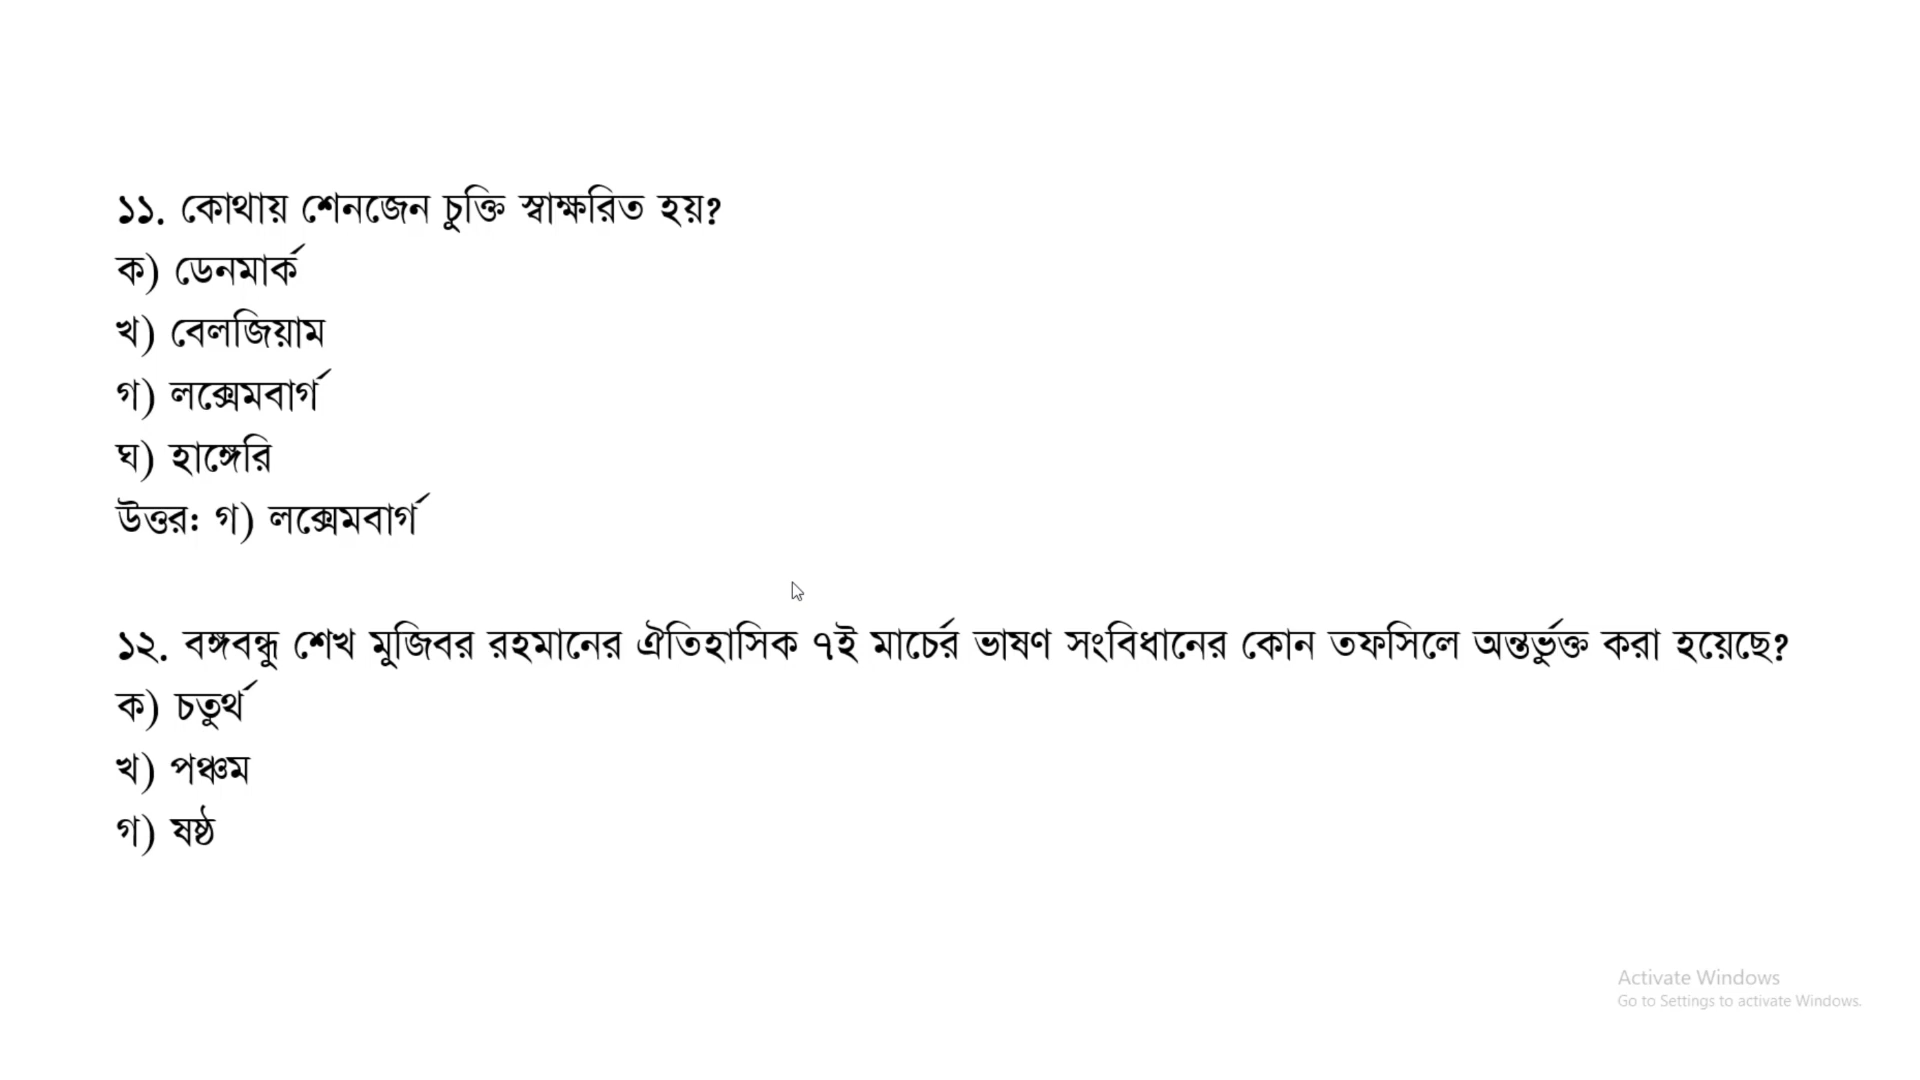 ১১. কোথায় শেনজেন চুক্তি স্বাক্ষরিত হয়?
ক) ডেনমার্ক
খ) বেলজিয়াম
গ) লক্সেমবার্গ
ঘ) হাঙ্গেরি
উত্তর: গ) লক্সেমবার্গ
১২. বঙ্গবন্ধু শেখ মুজিবর রহমানের ঐতিহাসিক ৭ই মার্চের ভাষণ সংবিধানের কোন তফসিলে অন্তর্ভুক্ত করা হয়েছে?
ক) চতুর্থ
খ) পঞ্চম
গ) ষষ্ঠ
Activate Windows
Go to Settings to activate Windows.